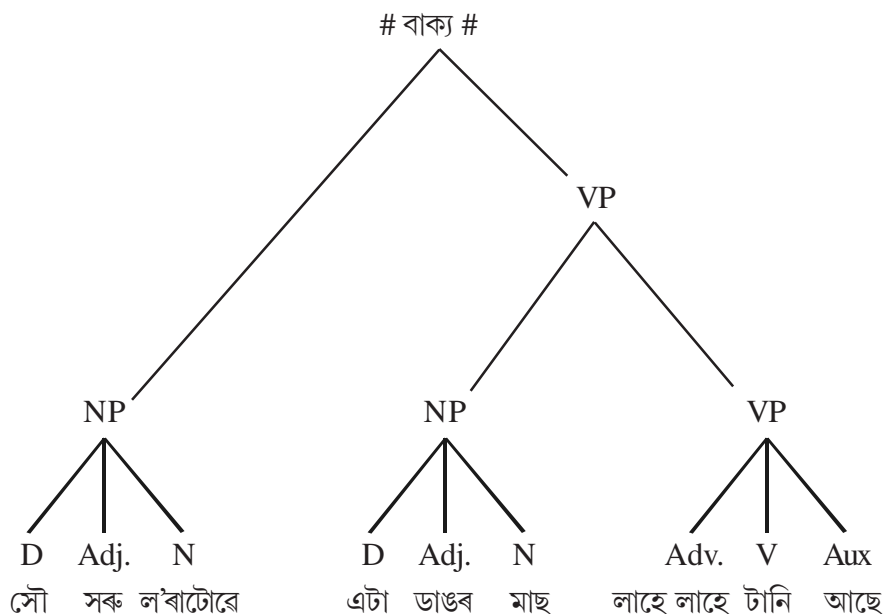 # বাক্য #
VP
NP NP VP
D Adj. N D Adj. N Adv. V Aux
সৌ সৰু ল'ৰাটোৱে এটা ডাঙৰ মাছ লাহে লাহে টানি আছে